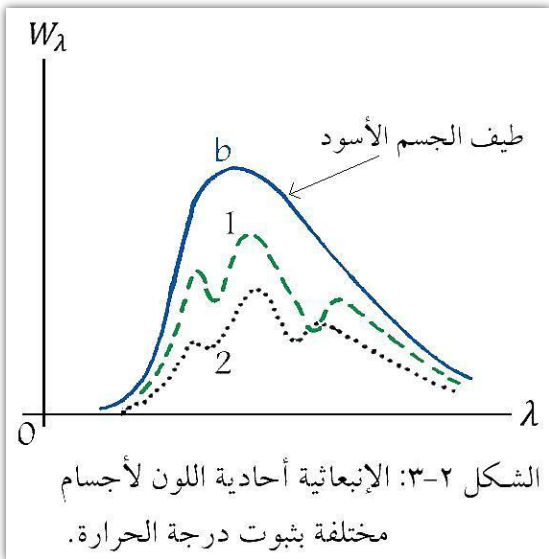 Wλ
طيف الجسم الأسود
b
1
2
0
λ
الشكل ٢-٣: الإنبعاثية أحادية اللون لأجسام
مختلفة بثبوت درجة الحرارة.